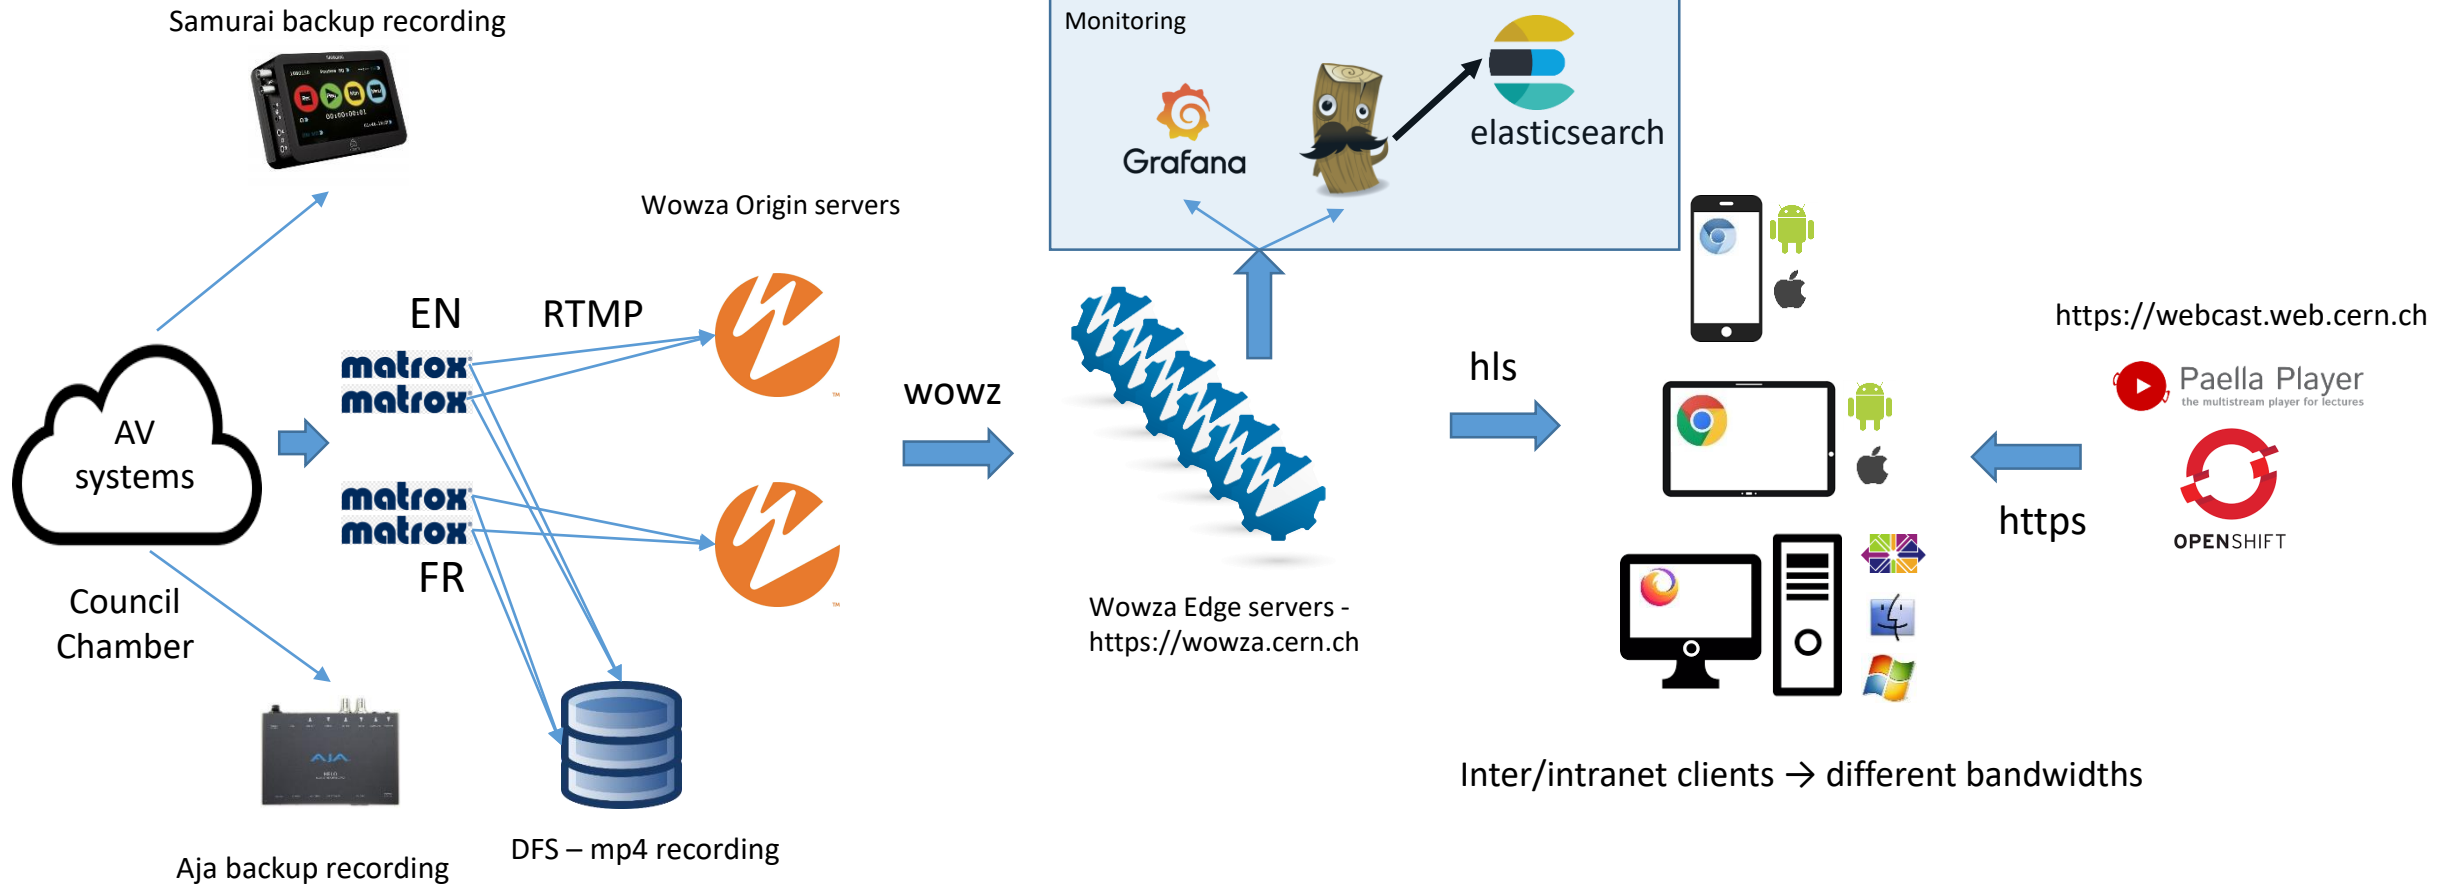 Samurai backup recording
Monitoring
Grafana
elasticsearch
Wowza Origin servers
EN
RTMP
matrox
matrox
matrox
matrox
FR
AV
systems
Council
Chamber
wowz
hls
https://webcast.web.cern.ch
Paella Player
the multistream player for lectures
OPENSHIFT
https
Wowza Edge servers -
https://wowza.cern.ch
AJA
HELO
DFS – mp4 recording
Aja backup recording
Inter/intranet clients → different bandwidths